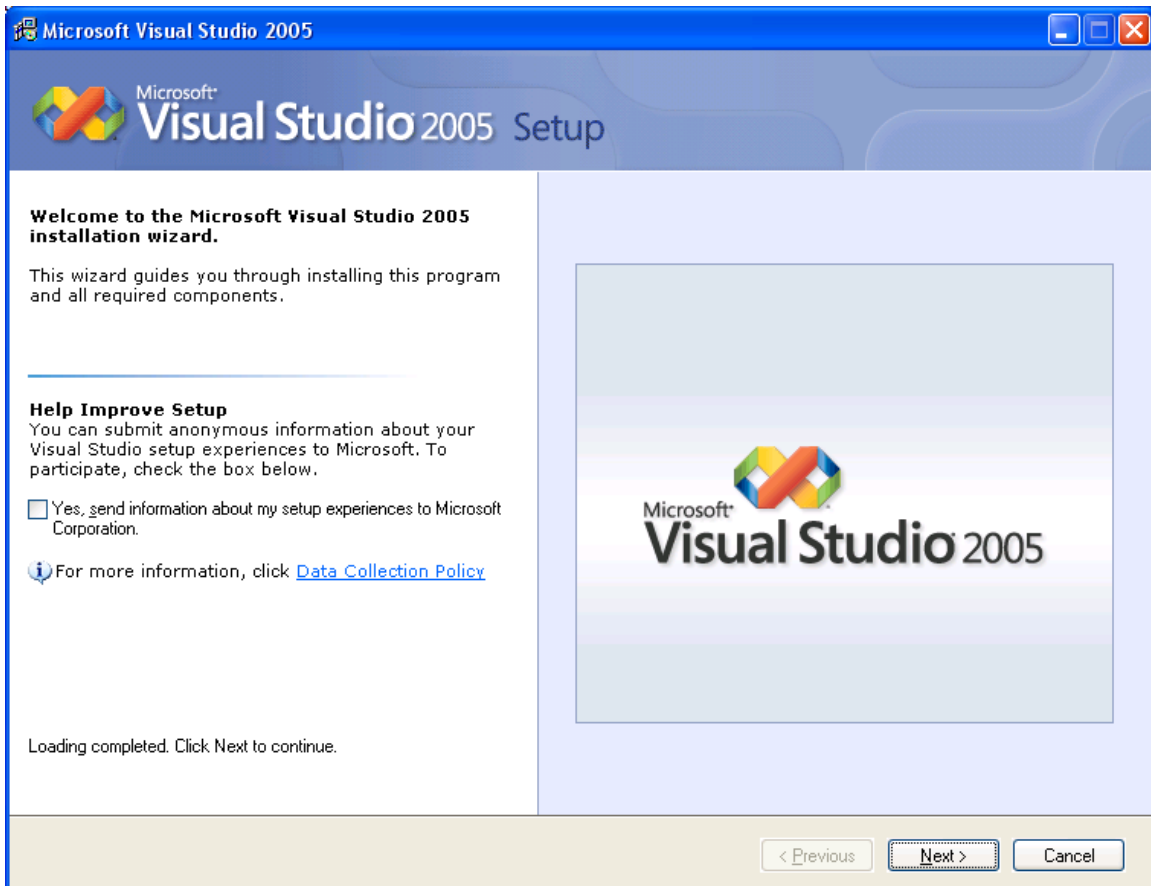 Microsoft Visual Studio 2005
Microsoft
Visual Studio 2005 Setup
Welcome to the Microsoft Visual Studio 2005
installation wizard.
This wizard guides you through installing this program
and all required components.
Help Improve Setup
You can submit anonymous information about your
Visual Studio setup experiences to Microsoft. To
participate, check the box below.
Yes, send information about my setup experiences to Microsoft
Corporation.
For more information, click Data Collection Policy
Loading completed. Click Next to continue.
Microsoft
Visual Studio 2005
< Previous
Next >
Cancel